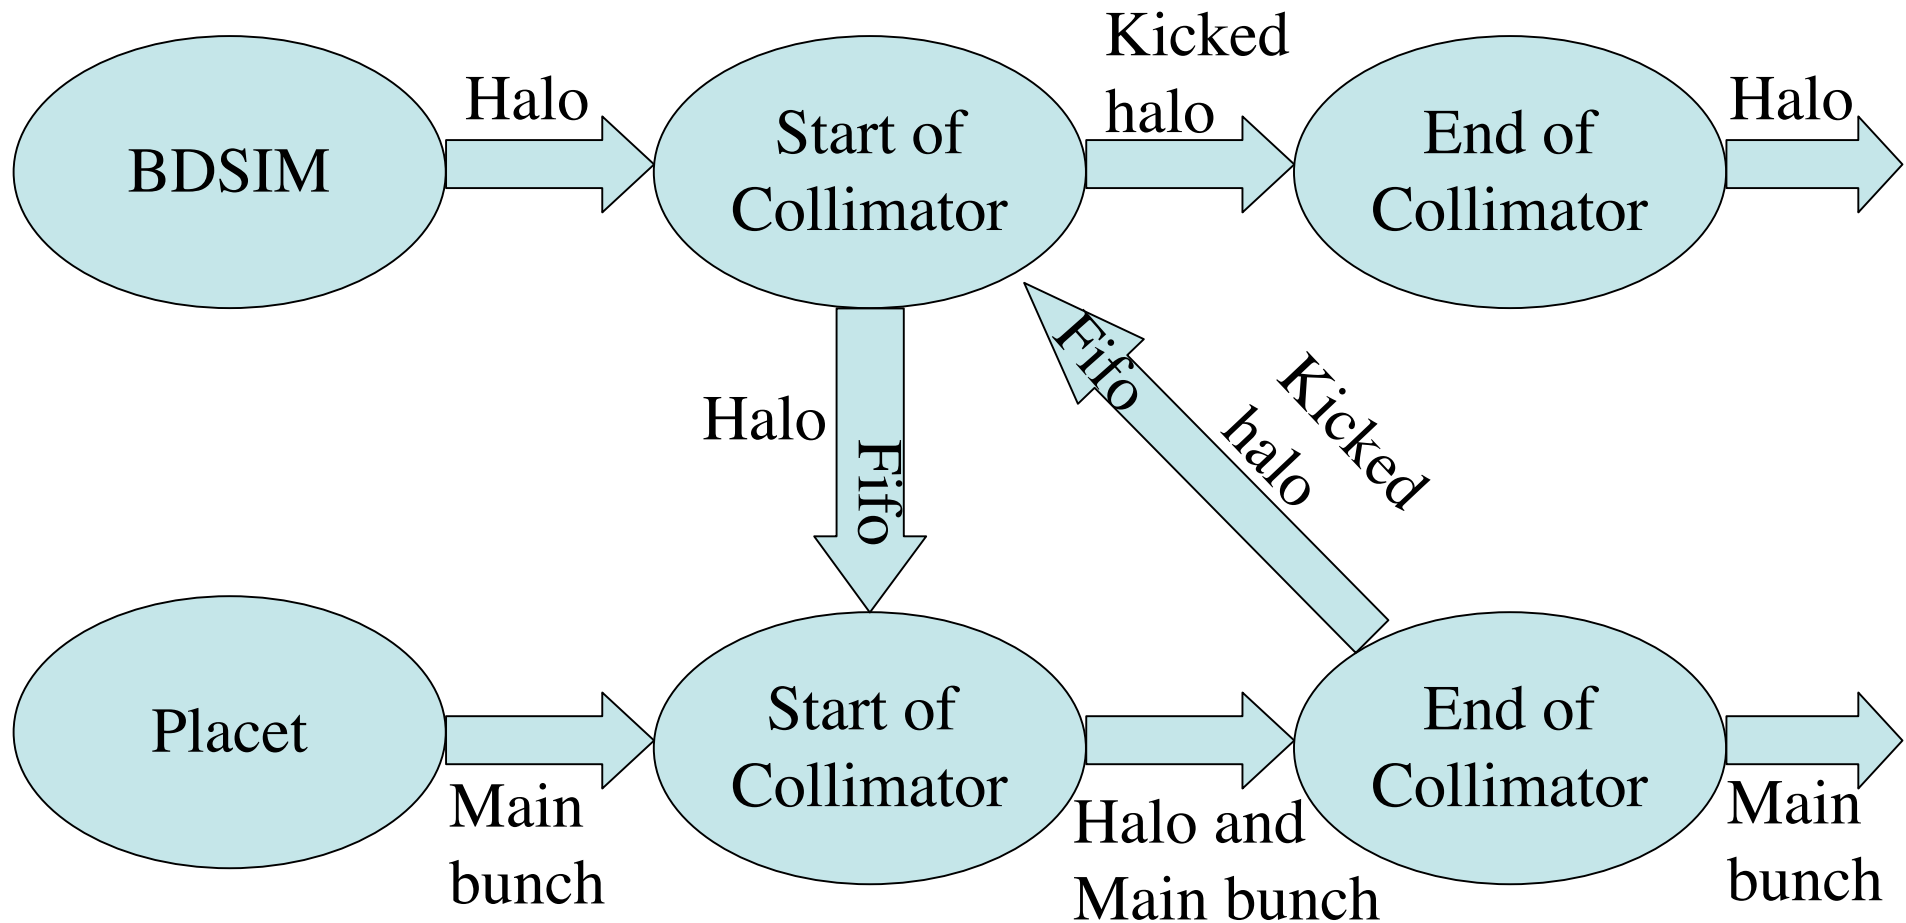 Kicked
halo
Halo
Halo
BDSIM
Start of
Collimator
End of
Collimator
Halo
Fifo
Fifo
Kicked
halo
Placet
Start of
Collimator
End of
Collimator
Main
bunch
Halo and
Main bunch
Main
bunch